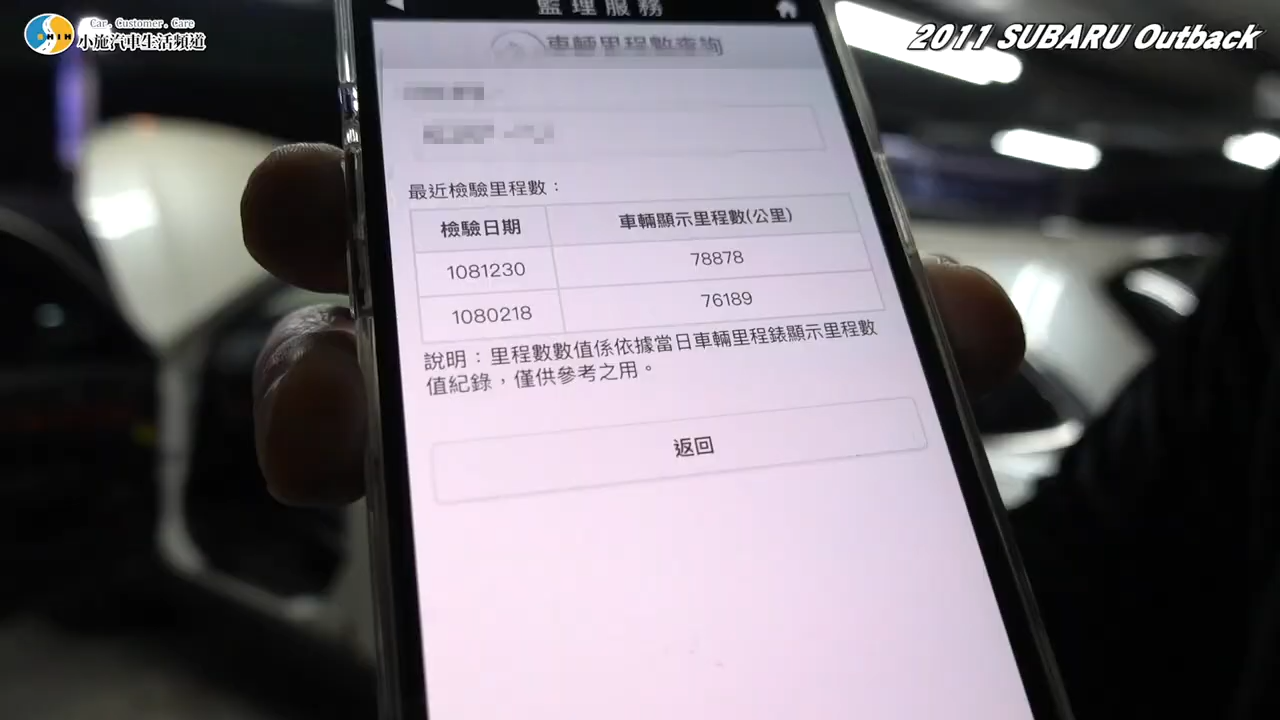 Car. Customer. Care
SHIH
小施汽車生活頻道
2011 SUBARU Outback
監理服務
車輛里程數查詢
最近檢驗里程數：
檢驗日期 車輛顯示里程數(公里)
1081230 78878
1080218 76189
說明：里程數數值係依據當日車輛里程錶顯示里程數
值紀錄，僅供參考之用。
返回